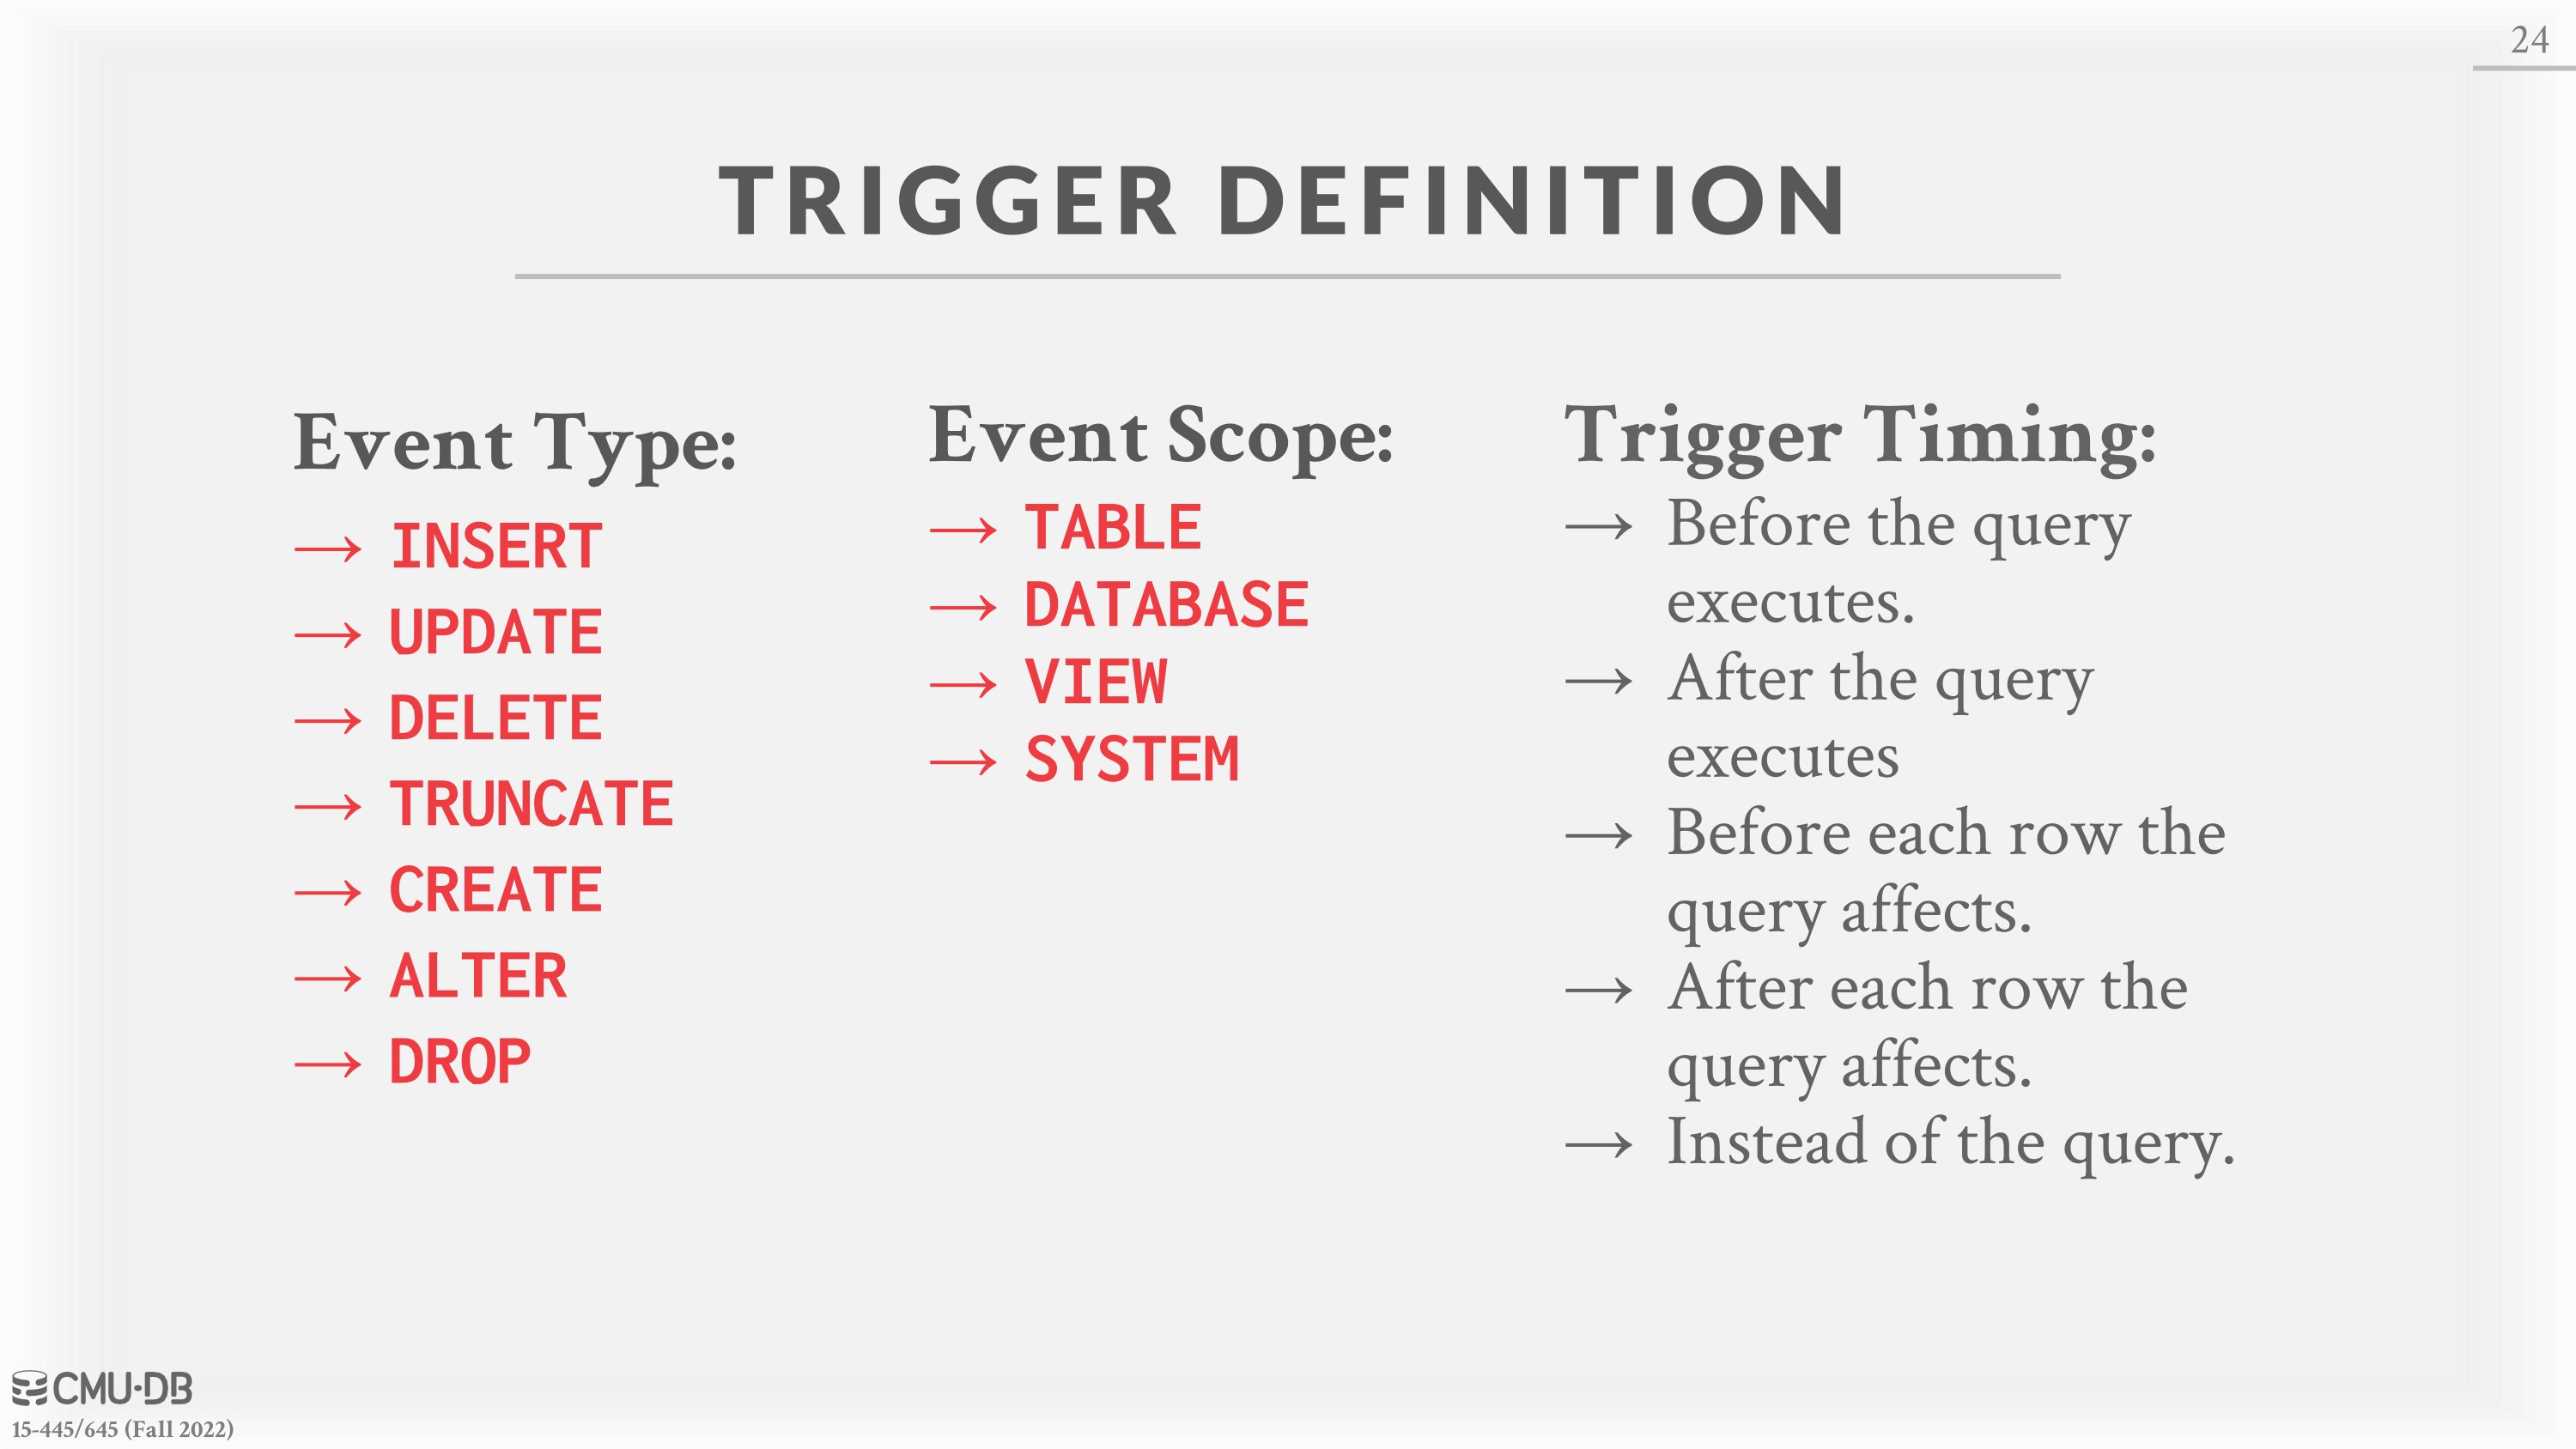 24
TRIGGER DEFINITION
Event Type:
→ INSERT
→ UPDATE
→ DELETE
→ TRUNCATE
→ CREATE
→ ALTER
→ DROP
Event Scope:
→ TABLE
→ DATABASE
→ VIEW
→ SYSTEM
Trigger Timing:
→ Before the query
executes.
→ After the query
executes
→ Before each row the
query affects.
→ After each row the
query affects.
→ Instead of the query.
CMU·DB
15-445/645 (Fall 2022)